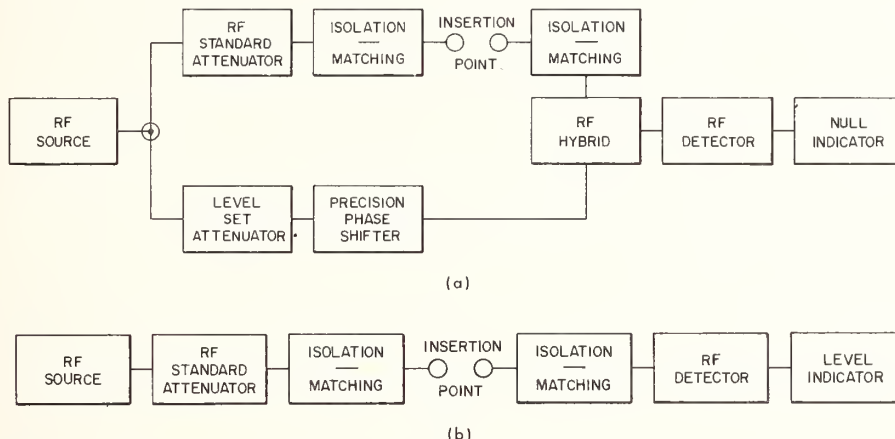 RF
STANDARD
ATTENUATOR
ISOLATION
MATCHING
INSERTION
POINT
ISOLATION
MATCHING
RF
SOURCE
RF
HYBRID
RF
DETECTOR
NULL
INDICATOR
LEVEL
SET
ATTENUATOR
PRECISION
PHASE
SHIFTER
(a)
RF
SOURCE
RF
STANDARD
ATTENUATOR
ISOLATION
MATCHING
INSERTION
POINT
ISOLATION
MATCHING
RF
DETECTOR
LEVEL
INDICATOR
(b)